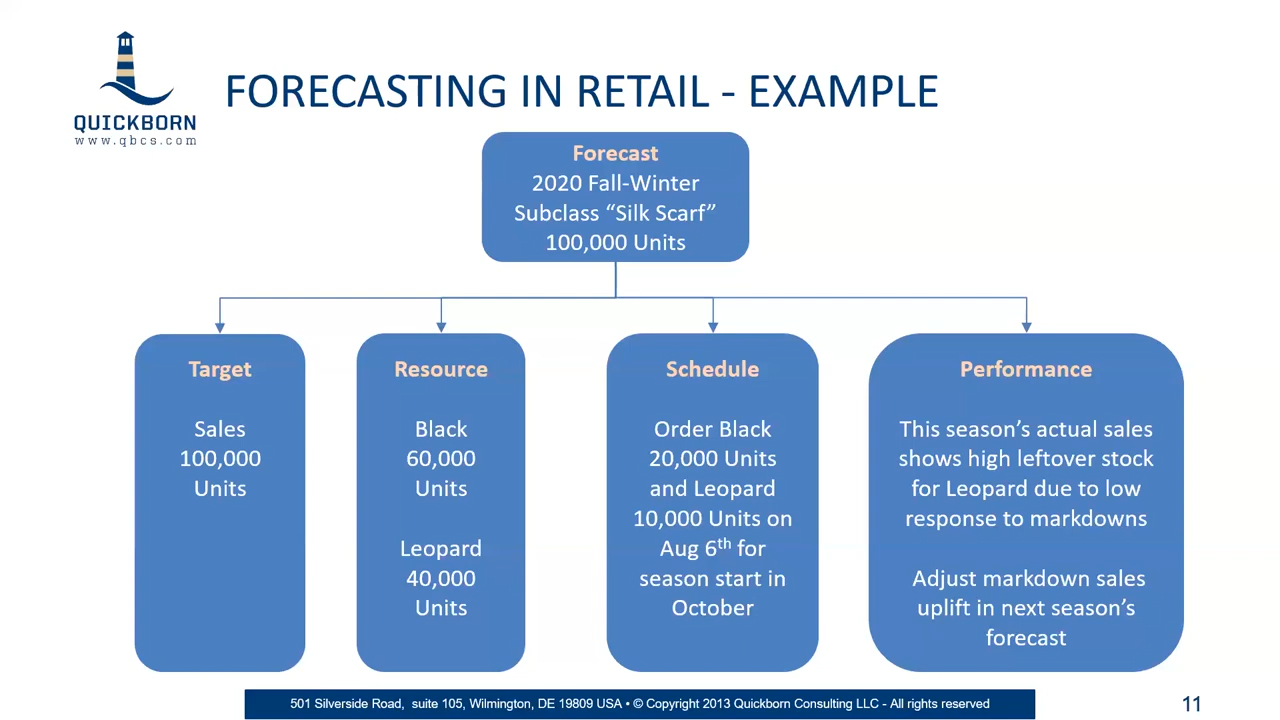 QUICKBORN
www.qbcs.com
FORECASTING IN RETAIL - EXAMPLE
Forecast
2020 Fall-Winter
Subclass “Silk Scarf”
100,000 Units
Target
Sales
100,000
Units
Resource
Black
60,000
Units
Leopard
40,000
Units
Schedule
Order Black
20,000 Units
and Leopard
10,000 Units on
Aug 6th for
season start in
October
Performance
This season’s actual sales
shows high leftover stock
for Leopard due to low
response to markdowns
Adjust markdown sales
uplift in next season’s
forecast
501 Silverside Road, suite 105, Wilmington, DE 19809 USA • © Copyright 2013 Quickborn Consulting LLC - All rights reserved
11